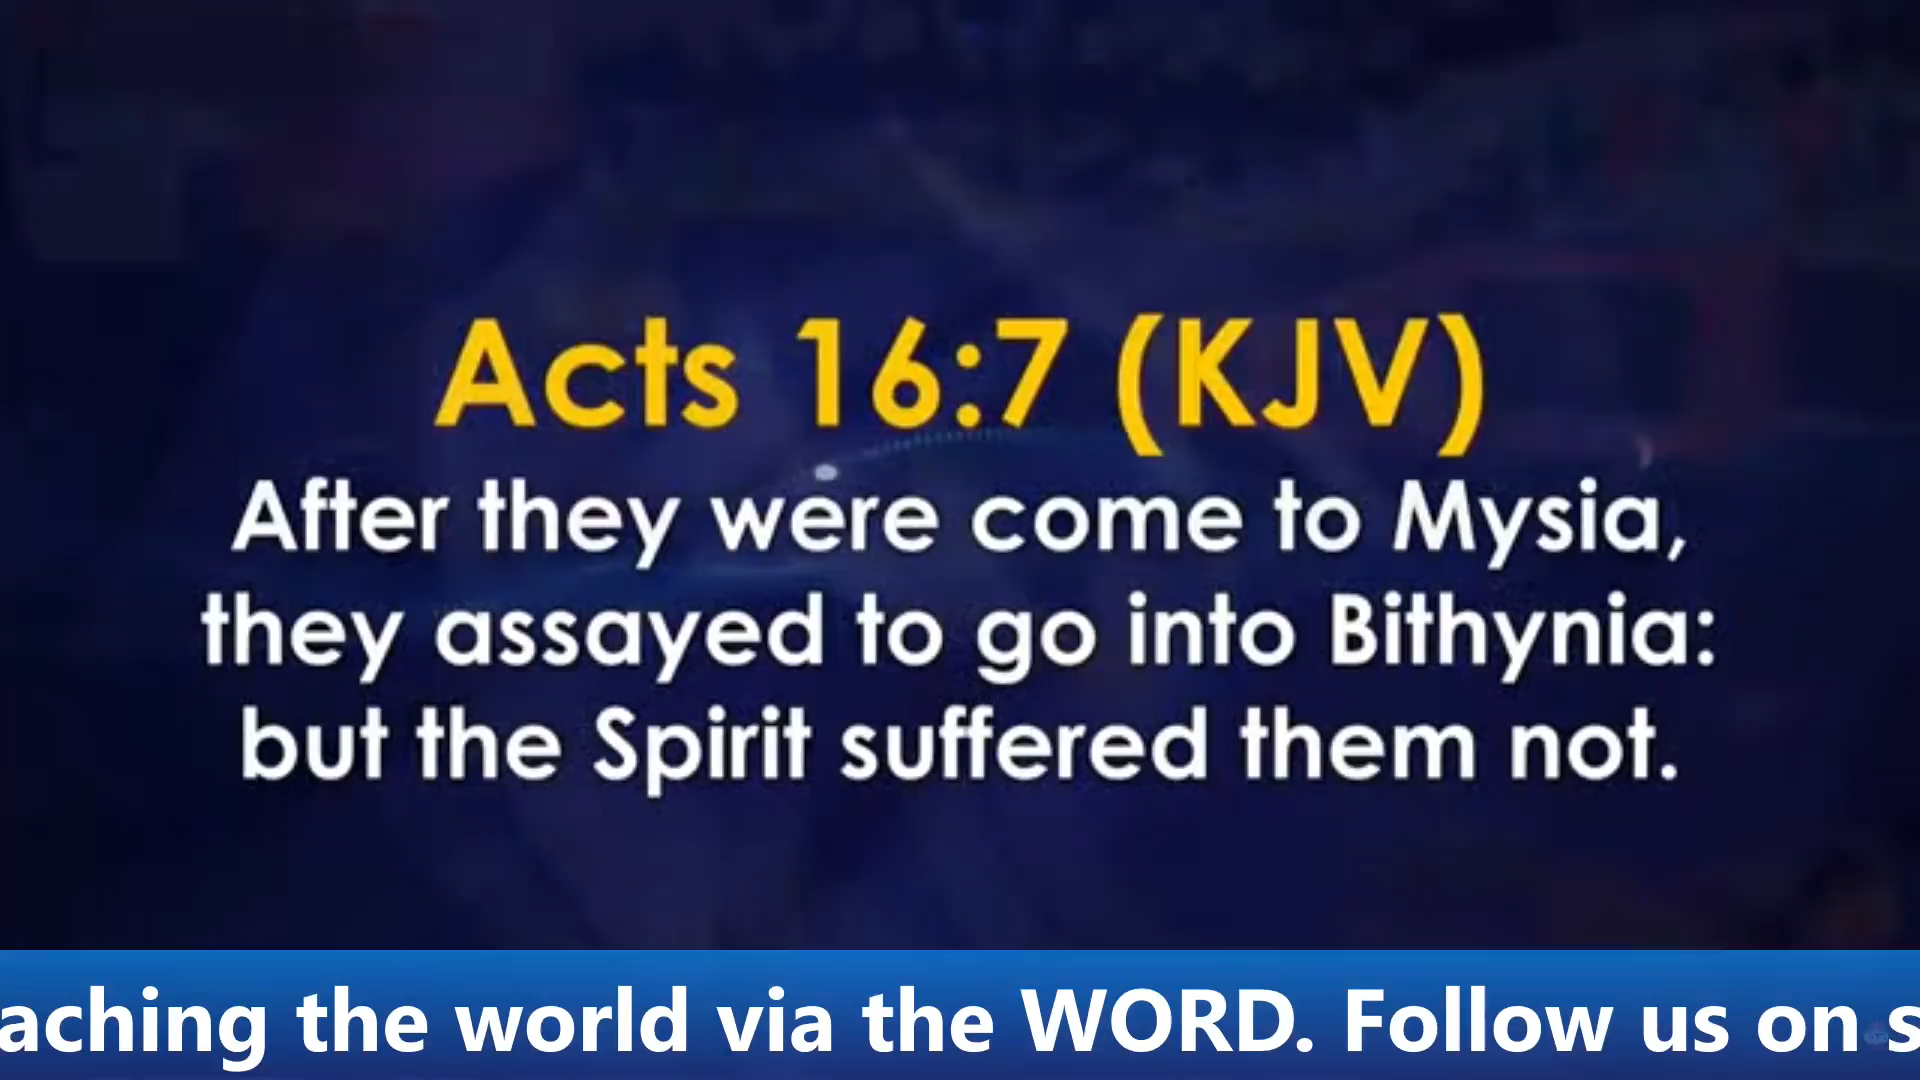 Acts 16:7 (KJV)
After they were come to Mysia,
they assayed to go into Bithynia:
but the Spirit suffered them not.
the world via the WORD. Follow us on